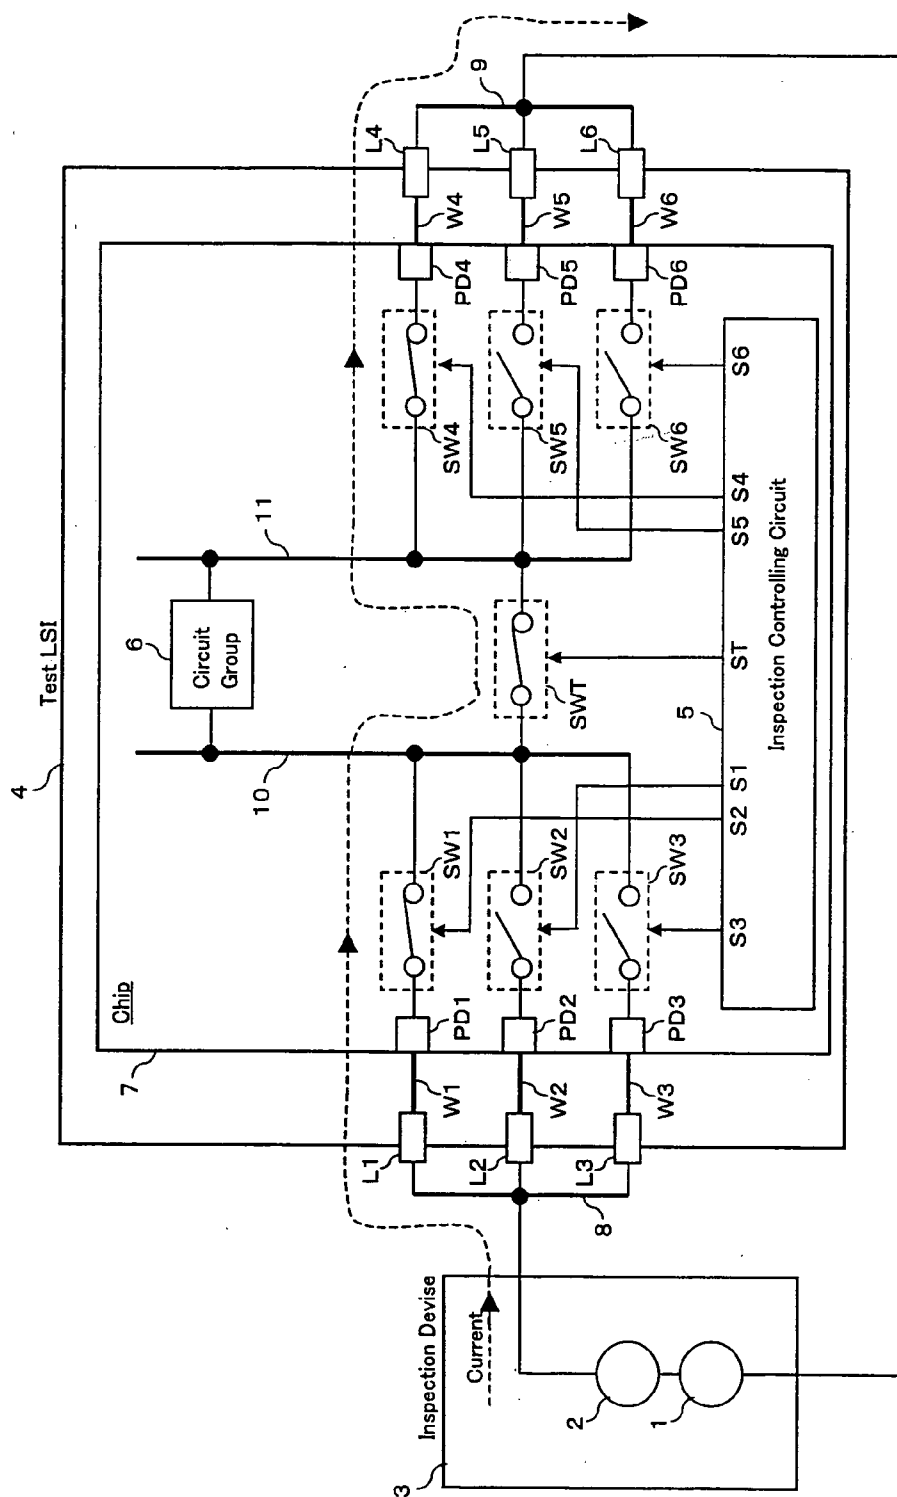 Test LSI
4
Chip
7
6
Circuit
Group
10
11
L1
L2
L3
W1
W2
W3
PD1
PD2
PD3
SW1
SW2
SW3
SWT
SW4
SW5
SW6
PD4
PD5
PD6
W4
W5
W6
L4
L5
L6
8
9
S3
S2
S1
ST
S5
S4
S6
5
Inspection Controlling Circuit
Inspection Devise
3
Current
2
1